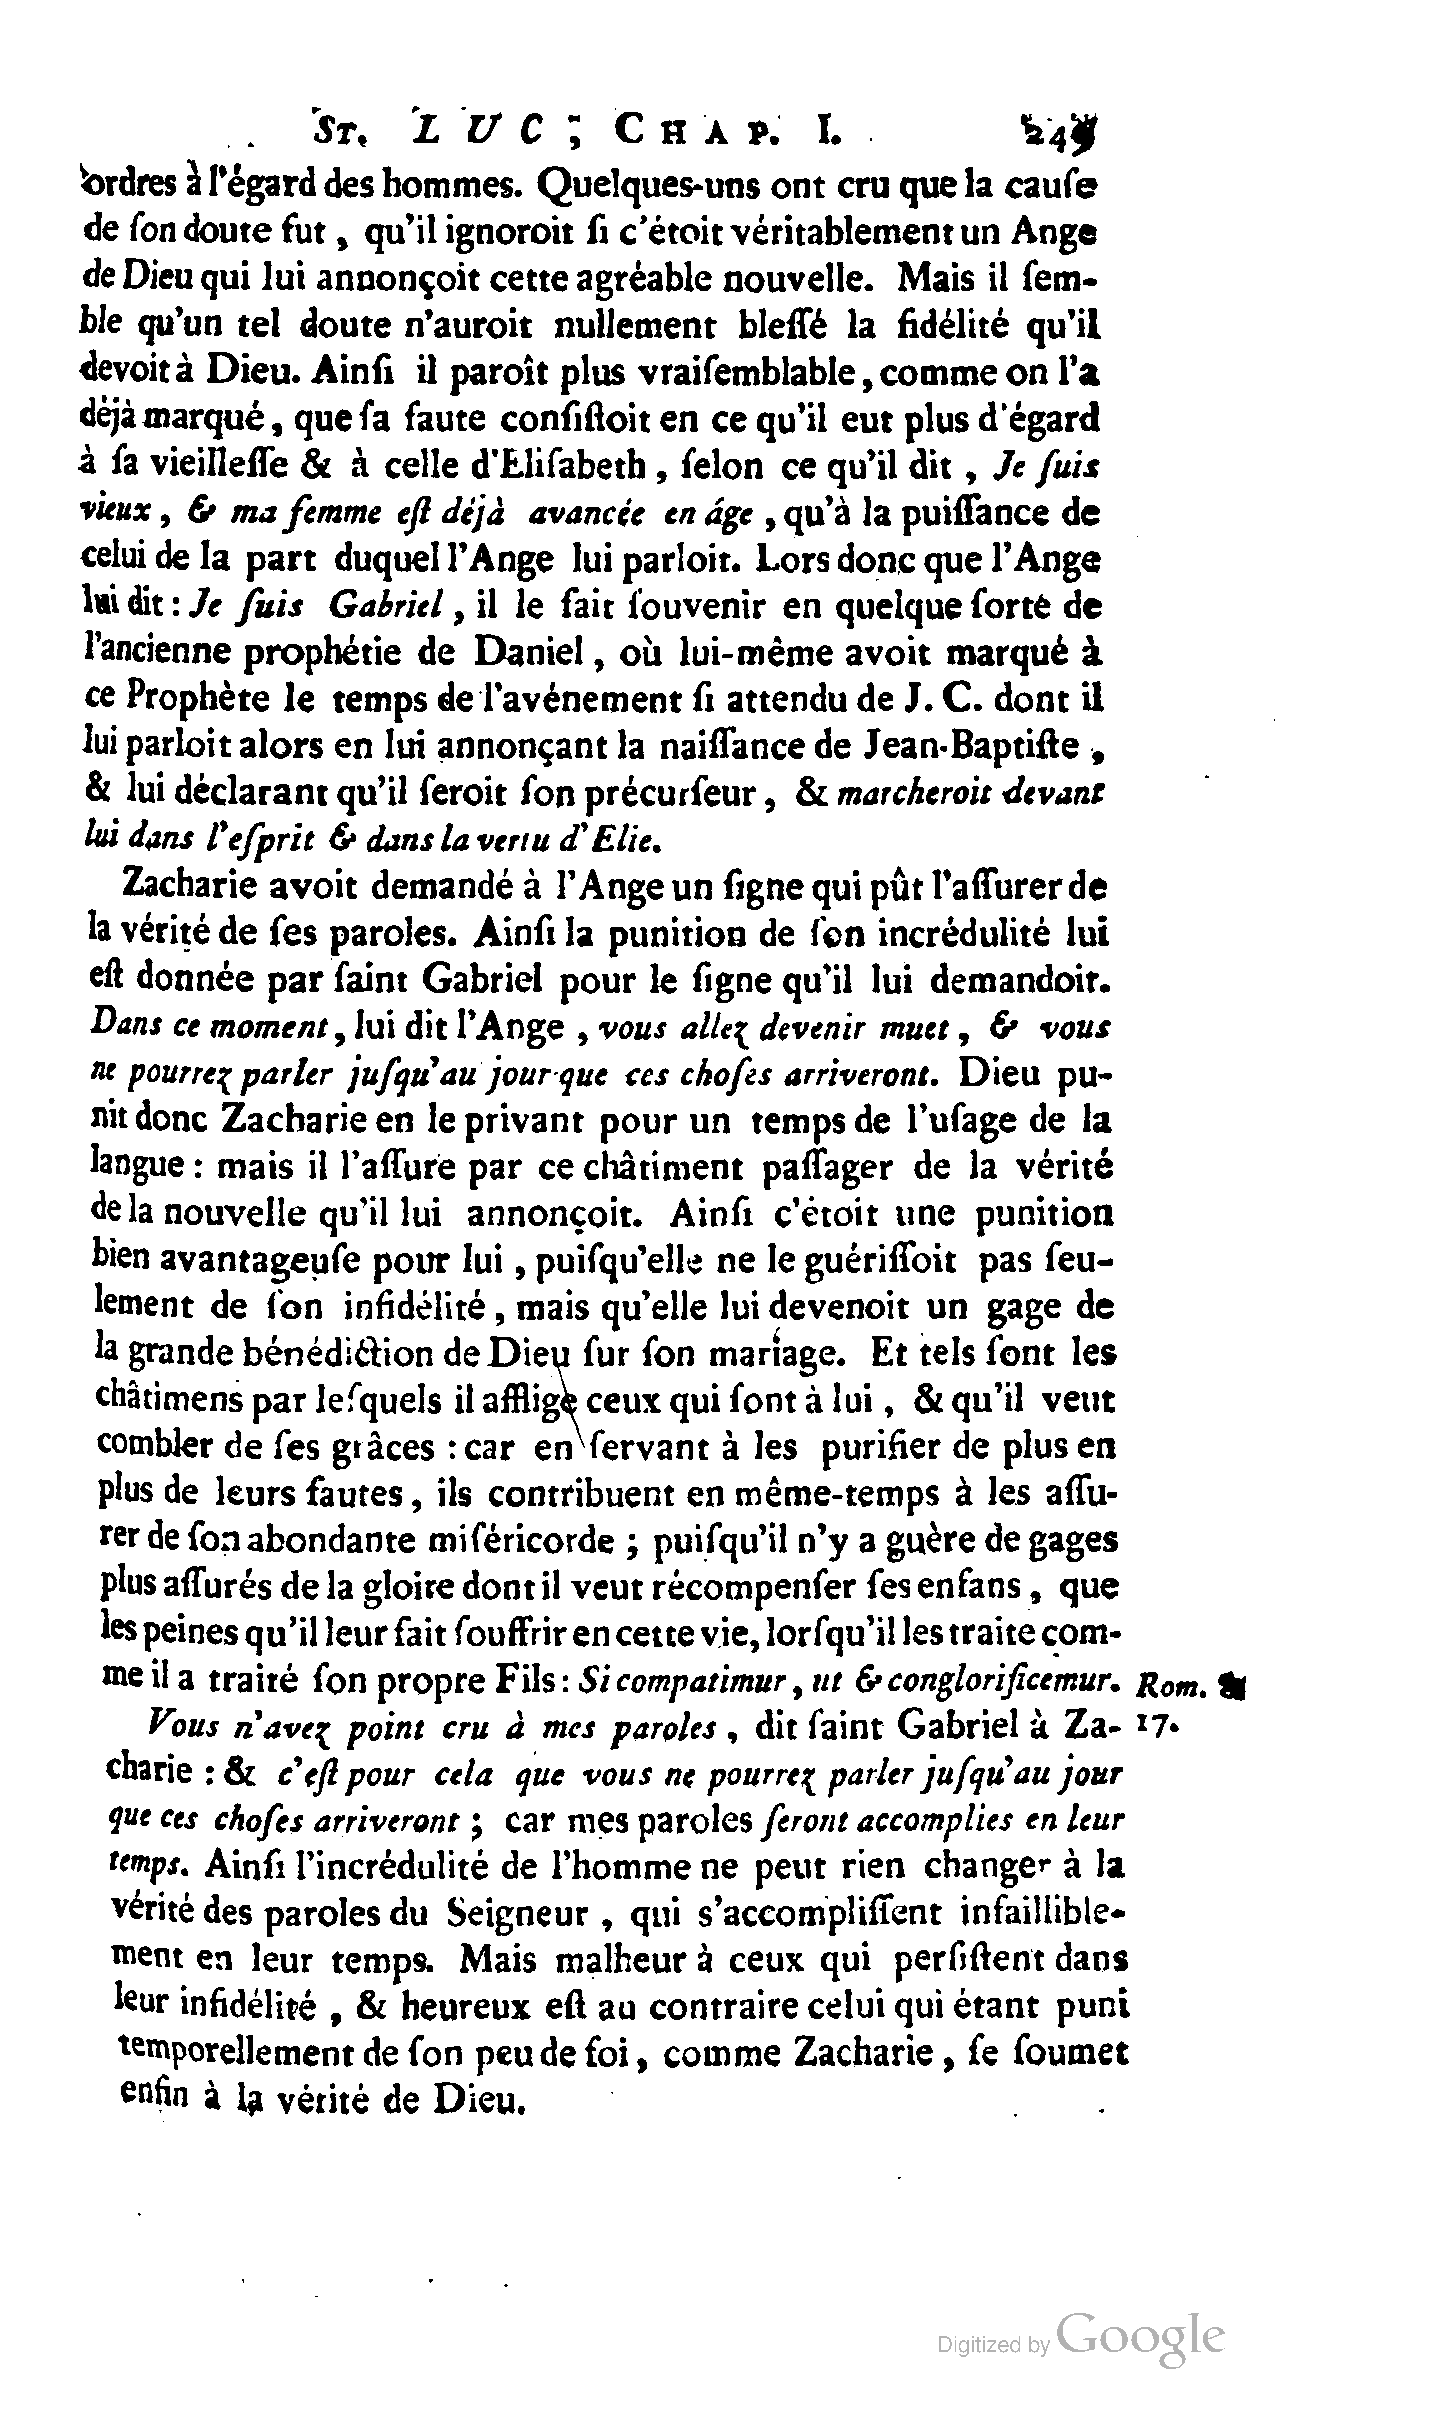 ST. LUC; CHAP. I. 249
ordres à l'égard des hommes. Quelques-uns ont cru que la cauſe
de ſon doute fut, qu'il ignoroit ſi c'étoit véritablement un Ange
de Dieu qui lui annonçoit cette agréable nouvelle. Mais il ſem-
ble qu'un tel doute n'auroit nullement bleſſé la fidélité qu'il
devoit à Dieu. Ainſi il paroît plus vraiſemblable, comme on l'a
déjà marqué, que ſa faute conſiſtoit en ce qu'il eut plus d'égard
à ſa vieilleſſe & à celle d'Eliſabeth, ſelon ce qu'il dit, Je ſuis
vieux, & ma femme eſt déjà avancée en áge, qu'à la puiſſance de
celui de la part duquel l'Ange lui parloit. Lors donc que l'Ange
lui dit : Je ſuis Gabriel, il le fait ſouvenir en quelque ſorte de
l'ancienne prophétie de Daniel, où lui-même avoit marqué à
ce Prophète le temps de l'avénement ſi attendu de J. C. dont il
lui parloit alors en lui annonçant la naiſſance de Jean-Baptiſte,
& lui déclarant qu'il ſeroit ſon précurſeur, & marcheroit devant
lui dans l'eſprit & dans la vertu d'Elie.
Zacharie avoit demandé à l'Ange un ſigne qui pût l'aſſurer de
la vérité de ſes paroles. Ainſi la punition de ſon incrédulité lui
eſt donnée par ſaint Gabriel pour le ſigne qu'il lui demandoit.
Dans ce moment, lui dit l'Ange, vous allez devenir muet, & vous
ne pourrez parler juſqu'au jour que ces choſes arriveront. Dieu pu-
nit donc Zacharie en le privant pour un temps de l'uſage de la
langue : mais il l'aſſure par ce châtiment paſſager de la vérité
de la nouvelle qu'il lui annonçoit. Ainſi c'étoit une punition
bien avantageuſe pour lui, puiſqu'elle ne le guériſſoit pas ſeu-
lement de ſon infidélité, mais qu'elle lui devenoit un gage de
la grande bénédiction de Dieu ſur ſon mariage. Et tels ſont les
châtimens par leſquels il afflige ceux qui ſont à lui, & qu'il veut
combler de ſes grâces : car en ſervant à les purifier de plus en
plus de leurs fautes, ils contribuent en même-temps à les aſſu-
rer de ſon abondante miſéricorde ; puiſqu'il n'y a guère de gages
plus aſſurés de la gloire dont il veut récompenſer ſes enfans, que
les peines qu'il leur fait ſouffrir en cette vie, lorſqu'il les traite com-
me il a traité ſon propre Fils : Si compatimur, ut & conglorificemur. Rom.
Vous n'avez point cru à mes paroles, dit ſaint Gabriel à Za- 17.
charie : & c'eſt pour cela que vous ne pourrez parler juſqu'au jour
que ces choſes arriveront ; car mes paroles ſeront accomplies en leur
temps. Ainſi l'incrédulité de l'homme ne peut rien changer à la
vérité des paroles du Seigneur, qui s'accompliſſent infaillible-
ment en leur temps. Mais malheur à ceux qui perſiſtent dans
leur infidélité, & heureux eſt au contraire celui qui étant puni
temporellement de ſon peu de foi, comme Zacharie, ſe ſoumet
enfin à la vérité de Dieu.
Digitized by Google